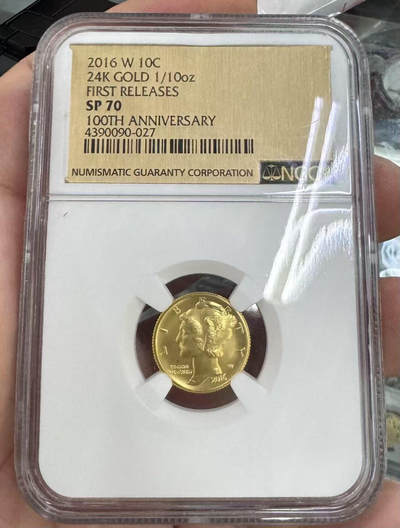 2016 W 10C
24K GOLD 1/10oz
FIRST RELEASES
SP 70
100TH ANNIVERSARY
4390090-027
NUMISMATIC GUARANTY CORPORATION NGC
LIBERTY
2016